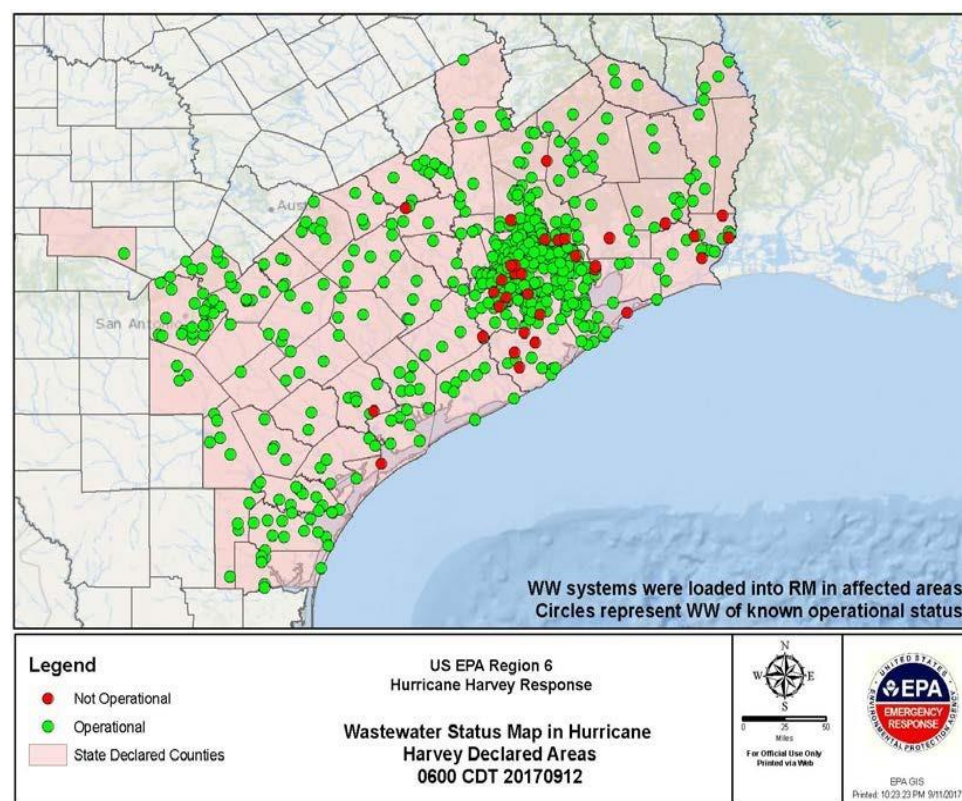 Aus
San Anto
WW systems were loaded into RM in affected areas
Circles represent WW of known operational status
Legend
Not Operational
Operational
State Declared Counties
US EPA Region 6
Hurricane Harvey Response
Wastewater Status Map in Hurricane
Harvey Declared Areas
0600 CDT 20170912
N
W E
S
0 25 50
Miles
For Official Use Only
Printed via Web
UNITED STATES
EPA
EMERGENCY
RESPONSE
ENVIRONMENTAL PROTECTION AGENCY
EPA GIS
Printed: 10:23:23 PM 9/11/2017